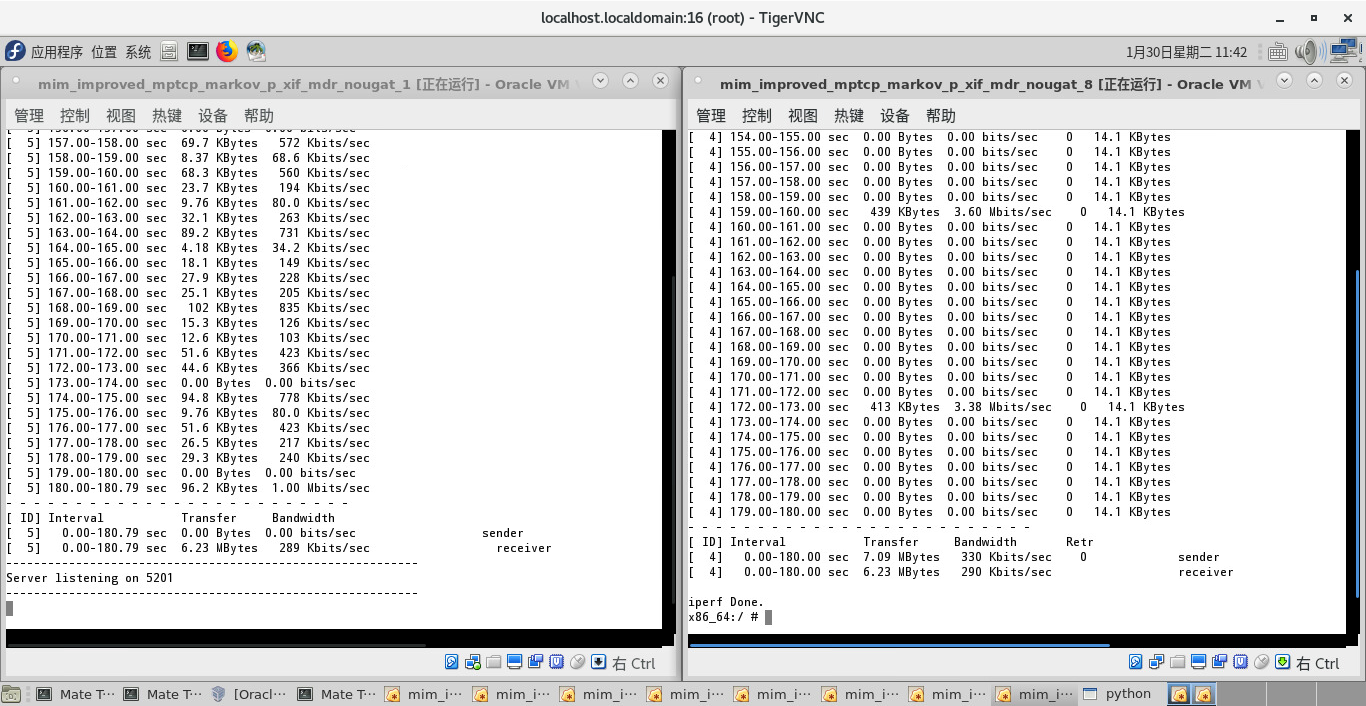 localhost.localdomain:16 (root) - TigerVNC
应用程序 位置 系统
1月30日星期二 11:42
mim_improved_mptcp_markov_p_xif_mdr_nougat_1 [正在运行] - Oracle VM
管理 控制 视图 热键 设备 帮助
[ 5] 157.00-158.00 sec 69.7 KBytes 572 Kbits/sec
[ 5] 158.00-159.00 sec 8.37 KBytes 68.6 Kbits/sec
[ 5] 159.00-160.00 sec 68.3 KBytes 560 Kbits/sec
[ 5] 160.00-161.00 sec 23.7 KBytes 194 Kbits/sec
[ 5] 161.00-162.00 sec 9.76 KBytes 80.0 Kbits/sec
[ 5] 162.00-163.00 sec 32.1 KBytes 263 Kbits/sec
[ 5] 163.00-164.00 sec 89.2 KBytes 731 Kbits/sec
[ 5] 164.00-165.00 sec 4.18 KBytes 34.2 Kbits/sec
[ 5] 165.00-166.00 sec 18.1 KBytes 149 Kbits/sec
[ 5] 166.00-167.00 sec 27.9 KBytes 228 Kbits/sec
[ 5] 167.00-168.00 sec 25.1 KBytes 205 Kbits/sec
[ 5] 168.00-169.00 sec 102 KBytes 835 Kbits/sec
[ 5] 169.00-170.00 sec 15.3 KBytes 126 Kbits/sec
[ 5] 170.00-171.00 sec 12.6 KBytes 103 Kbits/sec
[ 5] 171.00-172.00 sec 51.6 KBytes 423 Kbits/sec
[ 5] 172.00-173.00 sec 44.6 KBytes 366 Kbits/sec
[ 5] 173.00-174.00 sec 0.00 Bytes 0.00 bits/sec
[ 5] 174.00-175.00 sec 94.8 KBytes 778 Kbits/sec
[ 5] 175.00-176.00 sec 9.76 KBytes 80.0 Kbits/sec
[ 5] 176.00-177.00 sec 51.6 KBytes 423 Kbits/sec
[ 5] 177.00-178.00 sec 26.5 KBytes 217 Kbits/sec
[ 5] 178.00-179.00 sec 29.3 KBytes 240 Kbits/sec
[ 5] 179.00-180.00 sec 0.00 Bytes 0.00 bits/sec
[ 5] 180.00-180.79 sec 96.2 KBytes 1.00 Mbits/sec
- - - - - - - - - - - - - - - - - - - - - - - - -
[ ID] Interval Transfer Bandwidth
[ 5] 0.00-180.79 sec 0.00 Bytes 0.00 bits/sec sender
[ 5] 0.00-180.79 sec 6.23 MBytes 289 Kbits/sec receiver
-----------------------------------------------------------
Server listening on 5201
-----------------------------------------------------------
右 Ctrl
mim_improved_mptcp_markov_p_xif_mdr_nougat_8 [正在运行] - Oracle VM
管理 控制 视图 热键 设备 帮助
[ 4] 154.00-155.00 sec 0.00 Bytes 0.00 bits/sec 0 14.1 KBytes
[ 4] 155.00-156.00 sec 0.00 Bytes 0.00 bits/sec 0 14.1 KBytes
[ 4] 156.00-157.00 sec 0.00 Bytes 0.00 bits/sec 0 14.1 KBytes
[ 4] 157.00-158.00 sec 0.00 Bytes 0.00 bits/sec 0 14.1 KBytes
[ 4] 158.00-159.00 sec 0.00 Bytes 0.00 bits/sec 0 14.1 KBytes
[ 4] 159.00-160.00 sec 439 KBytes 3.60 Mbits/sec 0 14.1 KBytes
[ 4] 160.00-161.00 sec 0.00 Bytes 0.00 bits/sec 0 14.1 KBytes
[ 4] 161.00-162.00 sec 0.00 Bytes 0.00 bits/sec 0 14.1 KBytes
[ 4] 162.00-163.00 sec 0.00 Bytes 0.00 bits/sec 0 14.1 KBytes
[ 4] 163.00-164.00 sec 0.00 Bytes 0.00 bits/sec 0 14.1 KBytes
[ 4] 164.00-165.00 sec 0.00 Bytes 0.00 bits/sec 0 14.1 KBytes
[ 4] 165.00-166.00 sec 0.00 Bytes 0.00 bits/sec 0 14.1 KBytes
[ 4] 166.00-167.00 sec 0.00 Bytes 0.00 bits/sec 0 14.1 KBytes
[ 4] 167.00-168.00 sec 0.00 Bytes 0.00 bits/sec 0 14.1 KBytes
[ 4] 168.00-169.00 sec 0.00 Bytes 0.00 bits/sec 0 14.1 KBytes
[ 4] 169.00-170.00 sec 0.00 Bytes 0.00 bits/sec 0 14.1 KBytes
[ 4] 170.00-171.00 sec 0.00 Bytes 0.00 bits/sec 0 14.1 KBytes
[ 4] 171.00-172.00 sec 0.00 Bytes 0.00 bits/sec 0 14.1 KBytes
[ 4] 172.00-173.00 sec 413 KBytes 3.38 Mbits/sec 0 14.1 KBytes
[ 4] 173.00-174.00 sec 0.00 Bytes 0.00 bits/sec 0 14.1 KBytes
[ 4] 174.00-175.00 sec 0.00 Bytes 0.00 bits/sec 0 14.1 KBytes
[ 4] 175.00-176.00 sec 0.00 Bytes 0.00 bits/sec 0 14.1 KBytes
[ 4] 176.00-177.00 sec 0.00 Bytes 0.00 bits/sec 0 14.1 KBytes
[ 4] 177.00-178.00 sec 0.00 Bytes 0.00 bits/sec 0 14.1 KBytes
[ 4] 178.00-179.00 sec 0.00 Bytes 0.00 bits/sec 0 14.1 KBytes
[ 4] 179.00-180.00 sec 0.00 Bytes 0.00 bits/sec 0 14.1 KBytes
- - - - - - - - - - - - - - - - - - - - - - - - -
[ ID] Interval Transfer Bandwidth Retr
[ 4] 0.00-180.00 sec 7.09 MBytes 330 Kbits/sec 0 sender
[ 4] 0.00-180.00 sec 6.23 MBytes 290 Kbits/sec receiver
iperf Done.
x86_64:/ #
右 Ctrl
Mate T… Mate T… [Oracl… Mate T… mim_i… mim_i… mim_i… mim_i… mim_i… mim_i… mim_i… mim_i… python